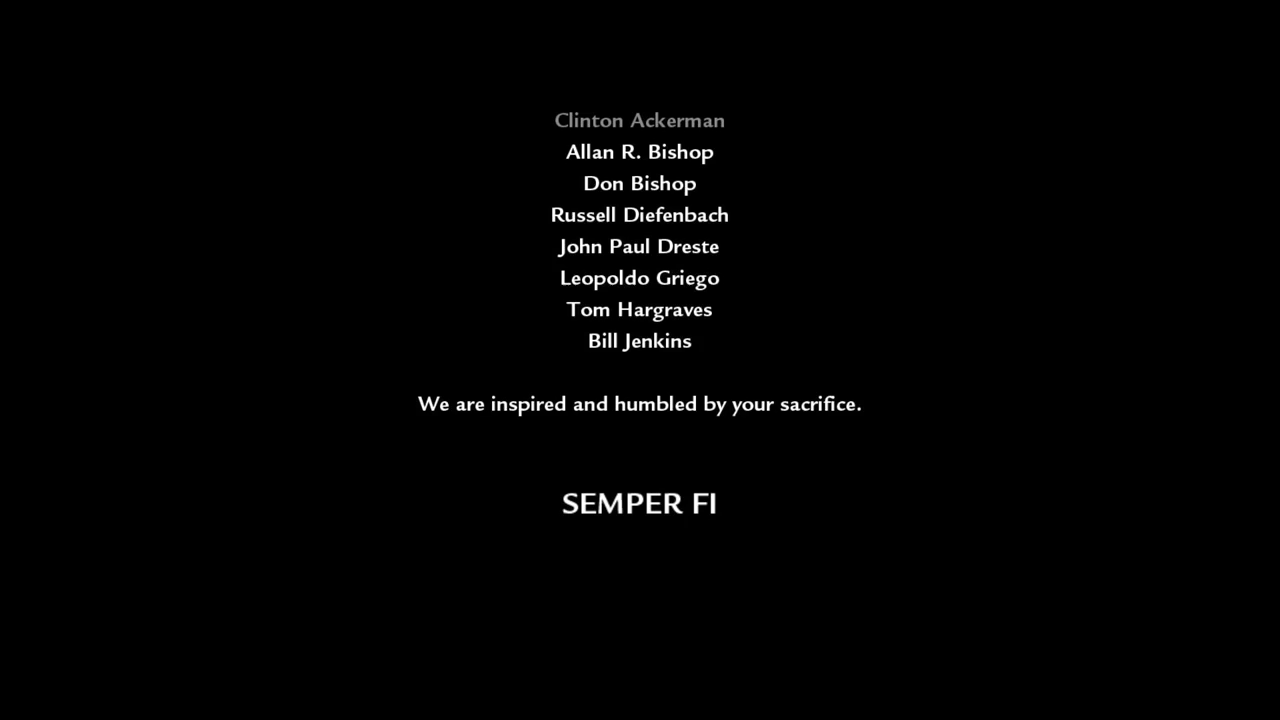 Clinton Ackerman
Allan R. Bishop
Don Bishop
Russell Diefenbach
John Paul Dreste
Leopoldo Griego
Tom Hargraves
Bill Jenkins
We are inspired and humbled by your sacrifice.
SEMPER FI